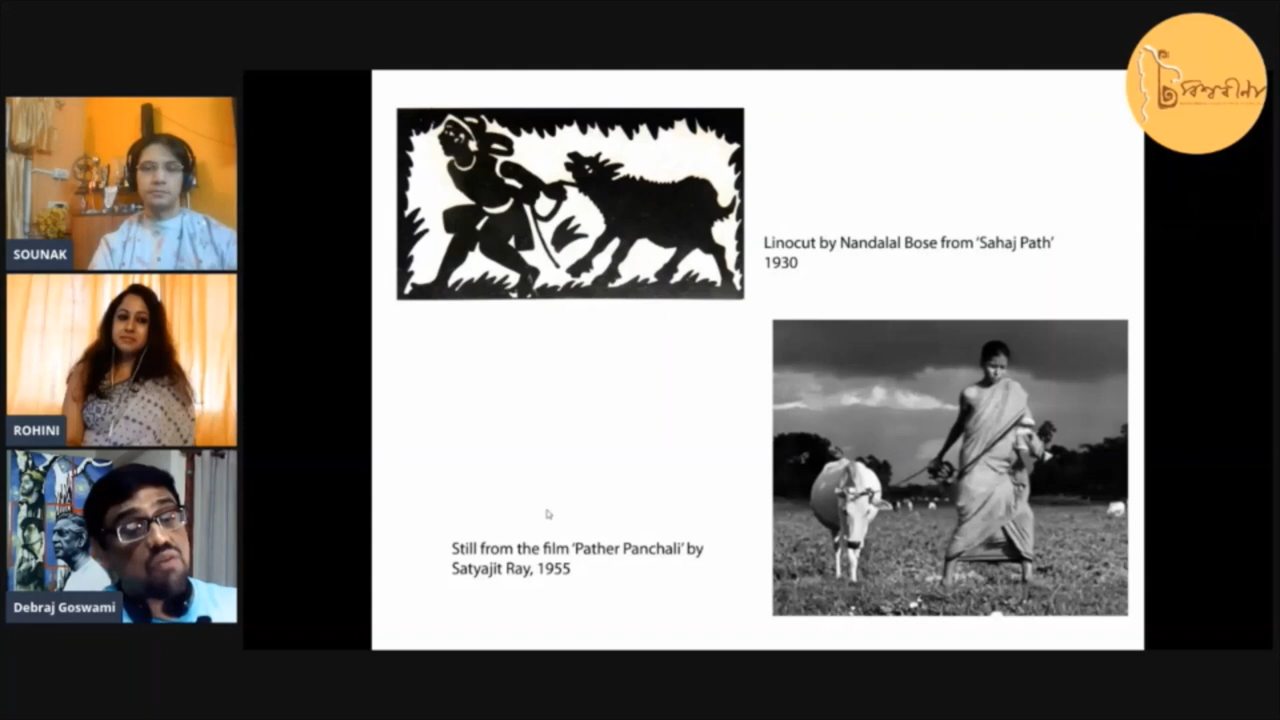 SOUNAK
ROHINI
Debraj Goswami
Linocut by Nandalal Bose from 'Sahaj Path'
1930
Still from the film 'Pather Panchali' by
Satyajit Ray, 1955